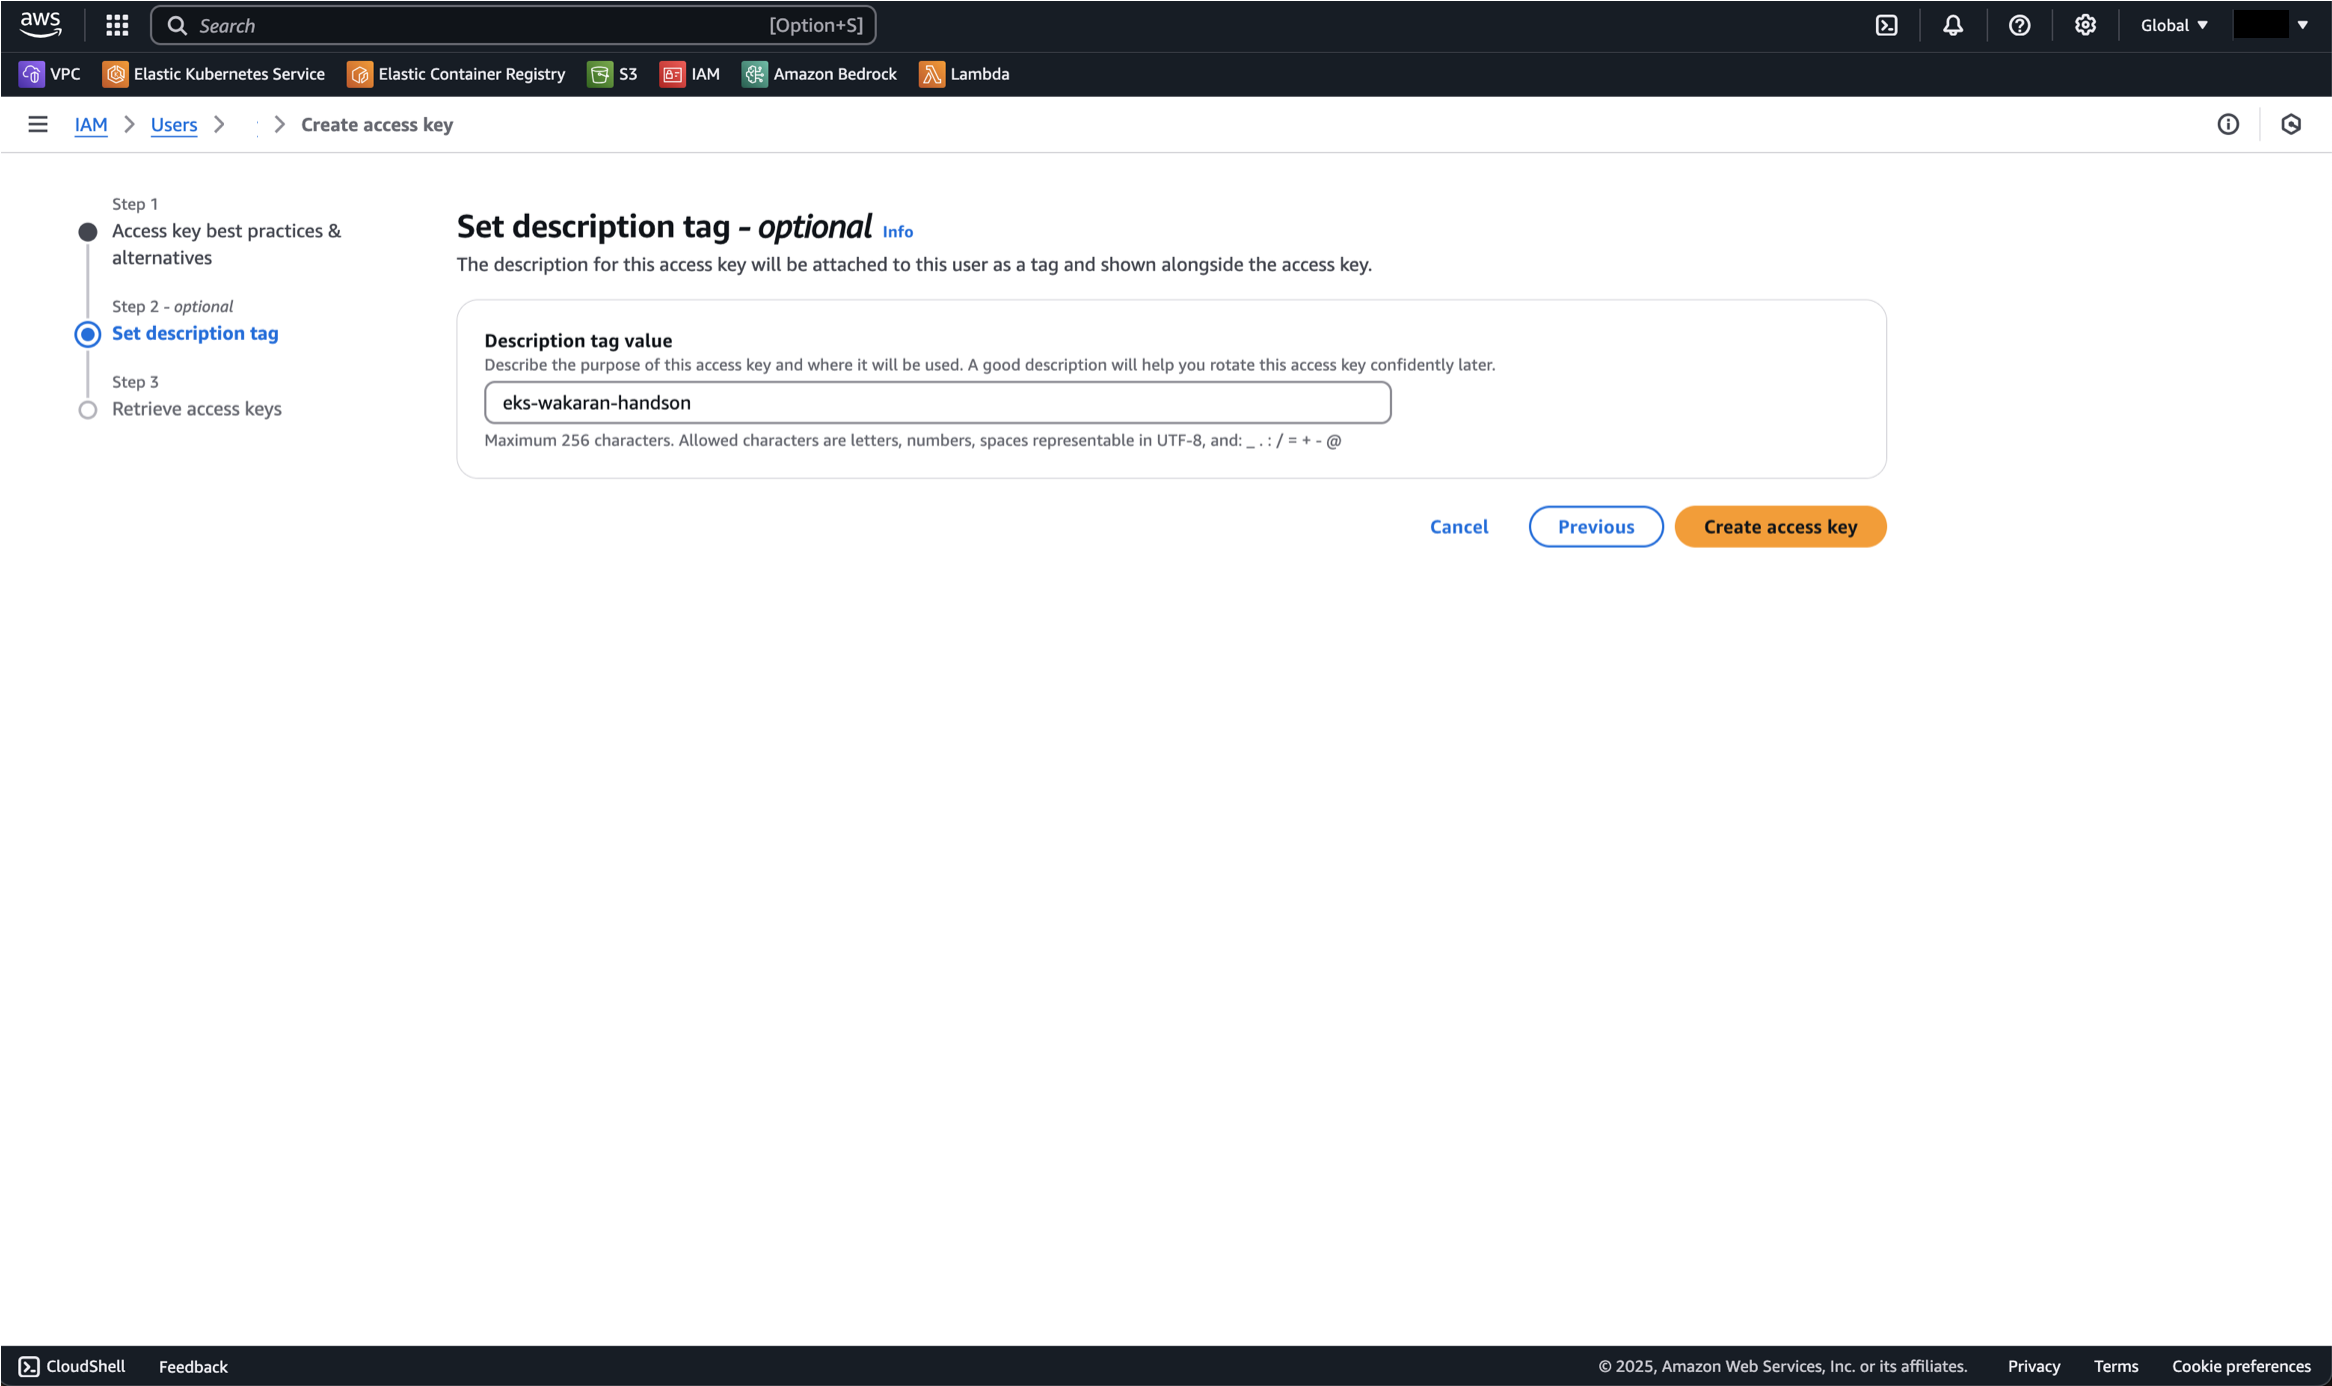 aws
Search [Option+S] Global
VPC Elastic Kubernetes Service Elastic Container Registry S3 IAM Amazon Bedrock Lambda
IAM Users Create access key
Step 1
Access key best practices &
alternatives
Step 2 - optional
Set description tag
Step 3
Retrieve access keys
Set description tag - optional Info
The description for this access key will be attached to this user as a tag and shown alongside the access key.
Description tag value
Describe the purpose of this access key and where it will be used. A good description will help you rotate this access key confidently later.
eks-wakaran-handson
Maximum 256 characters. Allowed characters are letters, numbers, spaces representable in UTF-8, and: _ . : / = + - @
Cancel Previous Create access key
CloudShell Feedback © 2025, Amazon Web Services, Inc. or its affiliates. Privacy Terms Cookie preferences